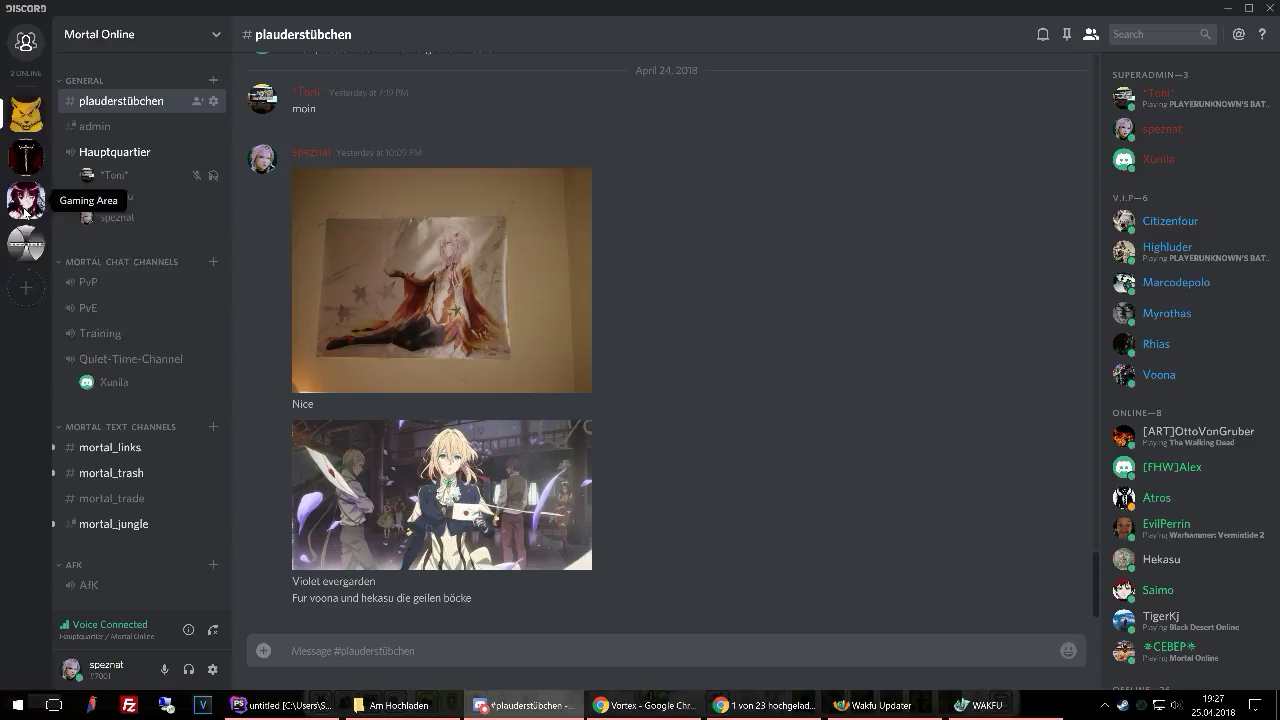 DISCORD
Mortal Online
# plauderstübchen
Search
2 ONLINE
GENERAL
# plauderstübchen
admin
Hauptquartier
*Toni*
Gaming Area
speznat
MORTAL CHAT CHANNELS
PvP
PvE
Training
Quiet-Time-Channel
Xunila
MORTAL TEXT CHANNELS
# mortal_links
# mortal_trash
# mortal_trade
# mortal_jungle
AFK
AfK
Voice Connected
Hauptquartier / Mortal Online
speznat
#7001
April 24, 2018
*Toni* Yesterday at 7:19 PM
moin
speznat Yesterday at 10:09 PM
Nice
Violet evergarden
Fur voona und hekasu die geilen böcke
Message #plauderstübchen
SUPERADMIN—3
*Toni*
Playing PLAYERUNKNOWN'S BAT...
speznat
Xunila
V.I.P—6
Citizenfour
Highluder
Playing PLAYERUNKNOWN'S BAT...
Marcodepolo
Myrothas
Rhias
Voona
ONLINE—8
[ART]OttoVonGruber
Playing The Walking Dead
[FHW]Alex
Atros
EvilPerrin
Playing Warhammer: Vermintide 2
Hekasu
Saimo
TigerKj
Playing Black Desert Online
☀CEBEP☀
Playing Mortal Online
untitled [C:\Users\S...
Am Hochladen
#plauderstübchen -...
Vorest - Google Chr...
1 von 23 hochgelad...
Wakfu Updater
WAKFU
19:27
25.04.2018